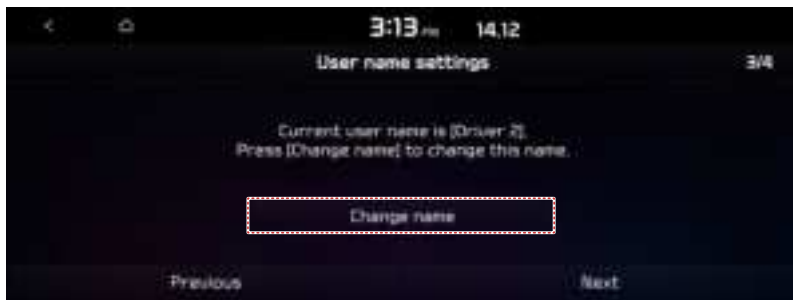 3:13 PM 14.12
User name settings 3/4
Current user name is [Driver 2].
Press [Change name] to change this name.
Change name
Previous Next